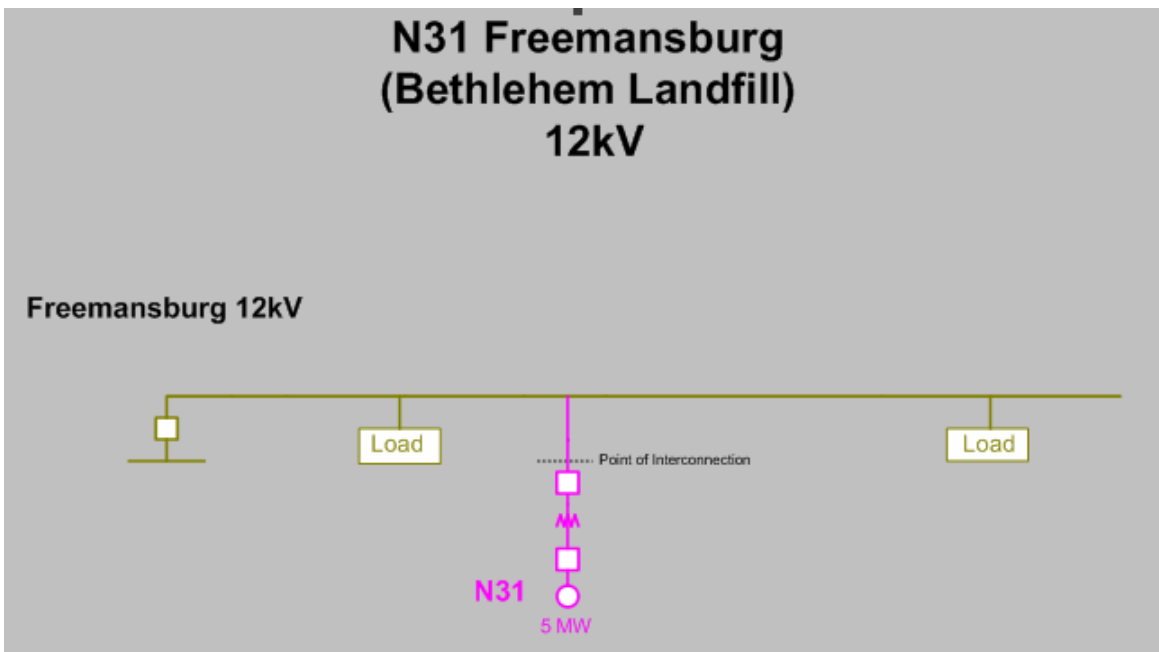 N31 Freemansburg
(Bethlehem Landfill)
12kV
Freemansburg 12kV
Load
Load
Point of Interconnection
N31
5 MW